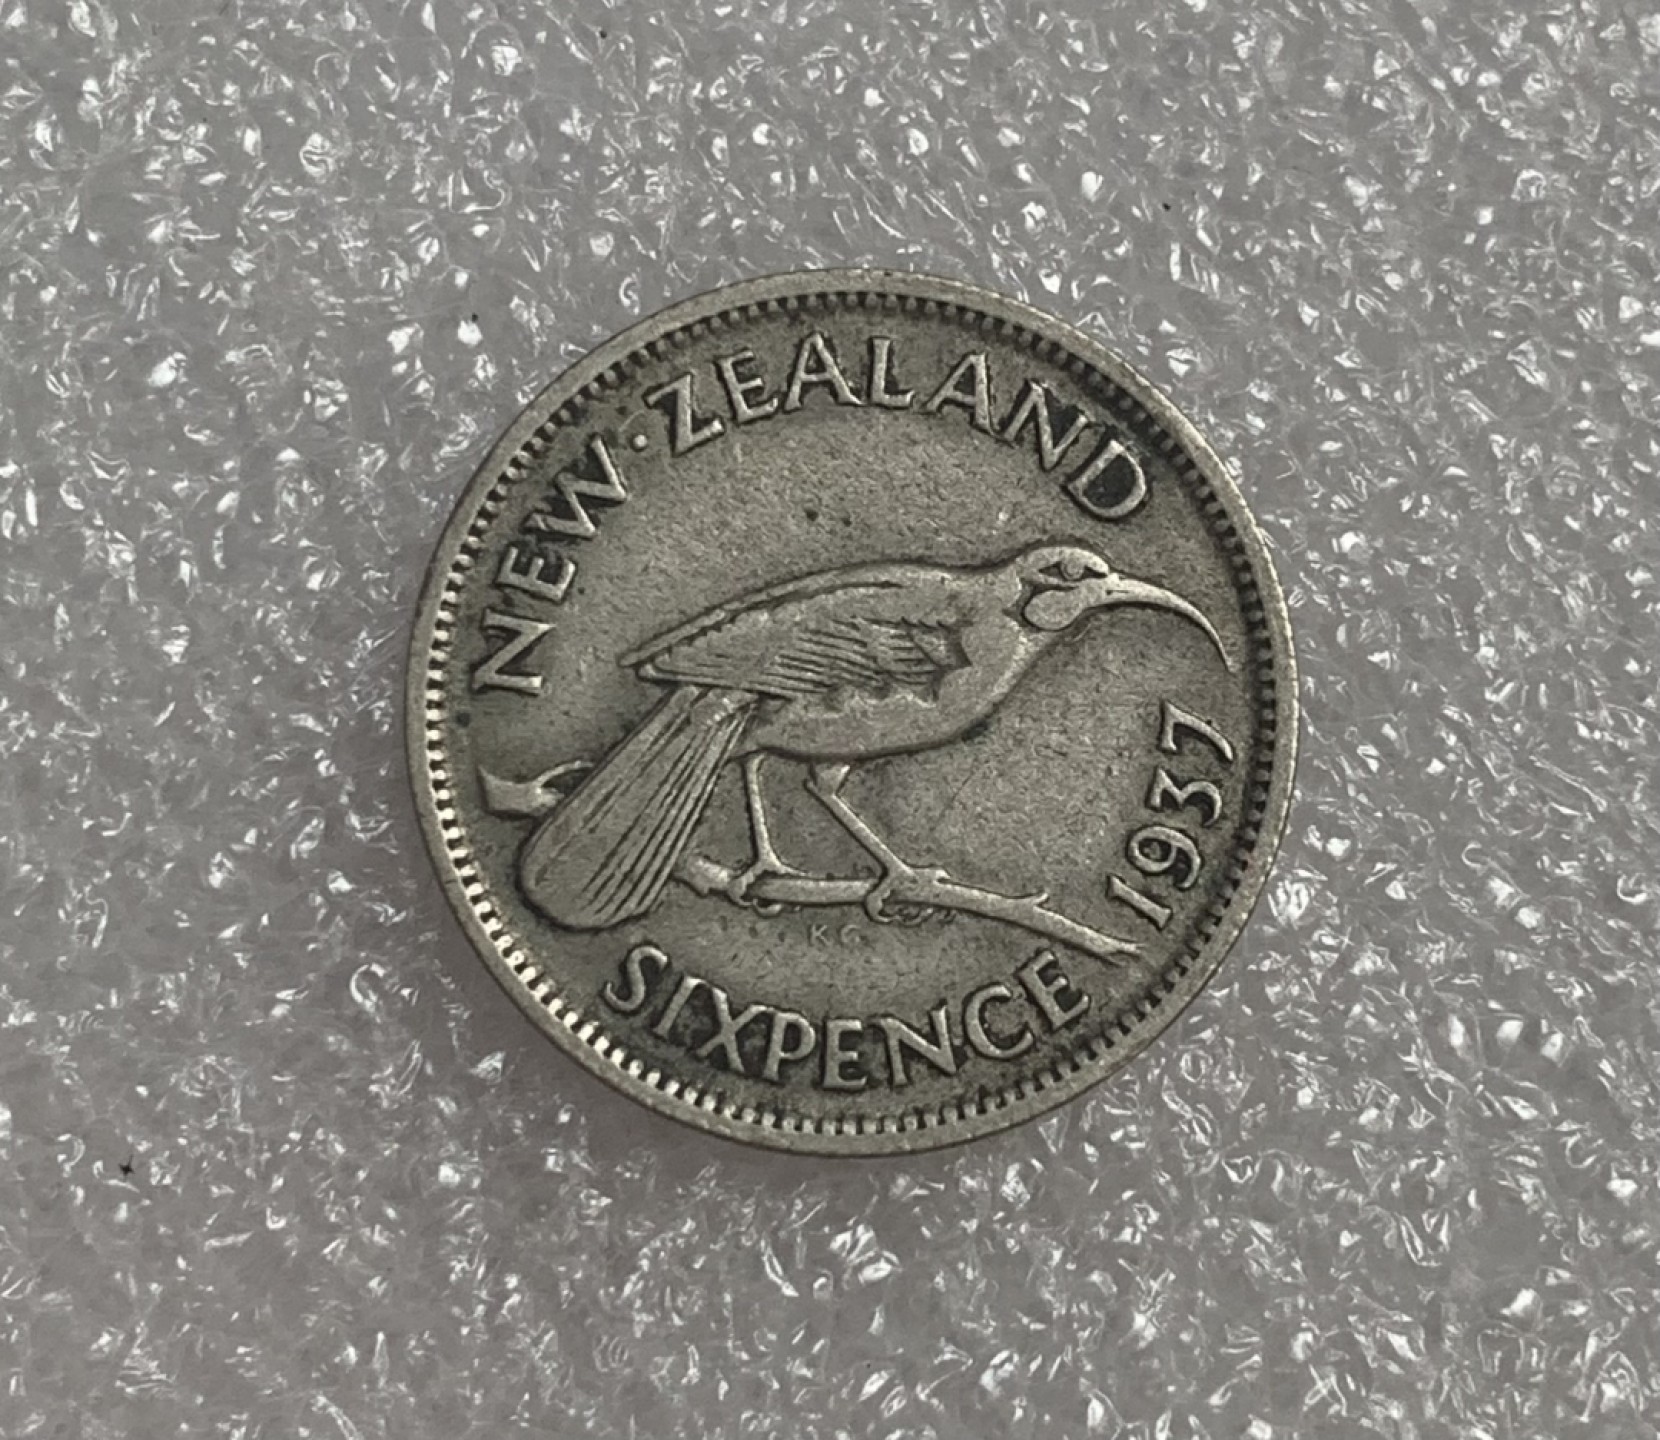 NEW·ZEALAND
1937
KG
SIXPENCE